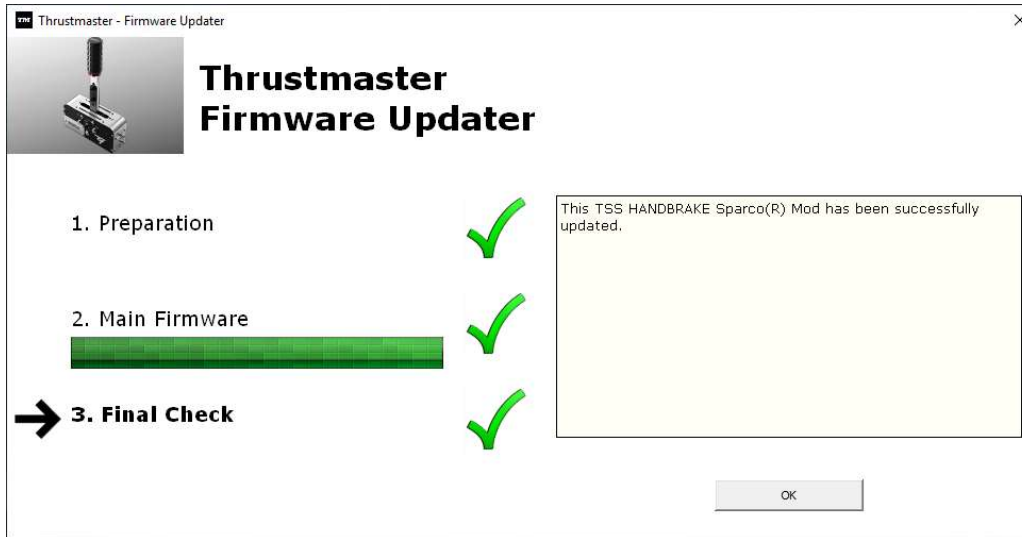 TM Thrustmaster - Firmware Updater
Thrustmaster
Firmware Updater
1. Preparation
This TSS HANDBRAKE Sparco(R) Mod has been successfully
updated.
2. Main Firmware
3. Final Check
OK